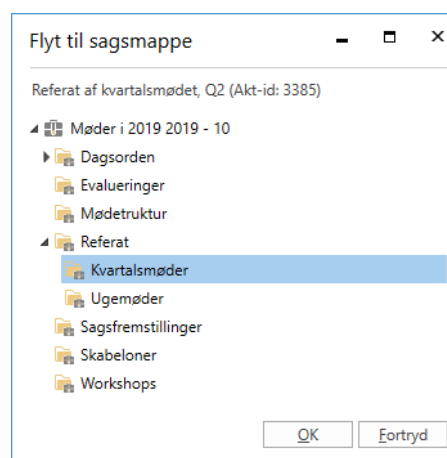 Flyt til sagsmappe
Referat af kvartalsmødet, Q2 (Akt-id: 3385)
Møder i 2019 2019 - 10
Dagsorden
Evalueringer
Mødetruktur
Referat
Kvartalsmøder
Ugemøder
Sagsfremstillinger
Skabeloner
Workshops
OK Fortryd